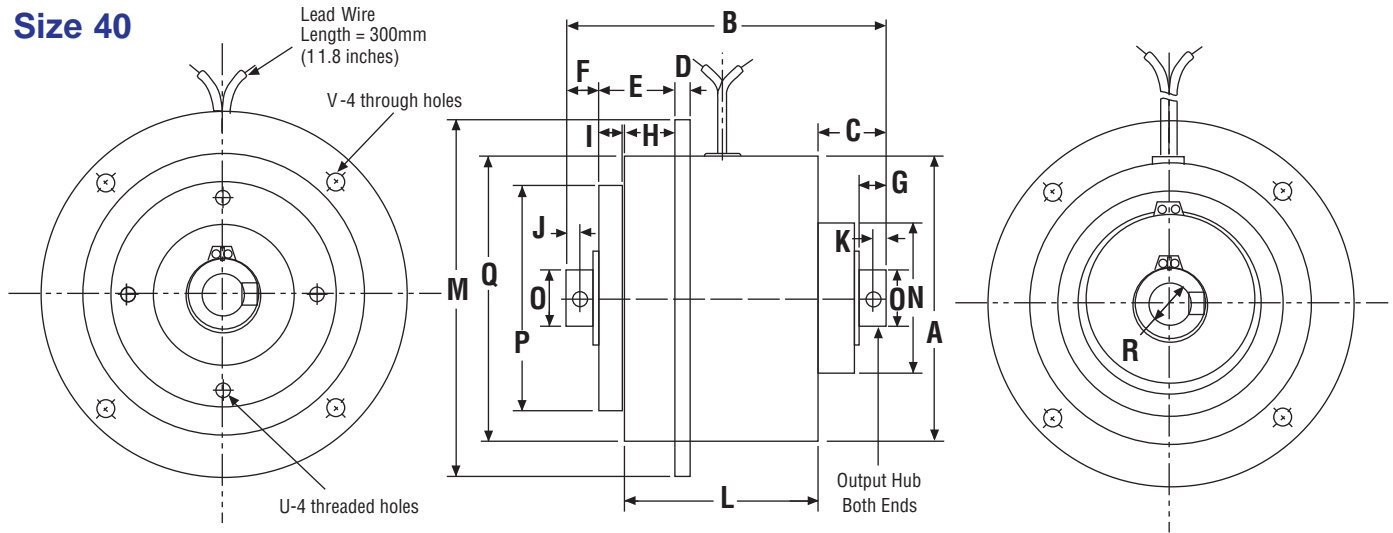 Size 40
Lead Wire
Length = 300mm
(11.8 inches)
V-4 through holes
U-4 threaded holes
B
D
F
E
C
I
H
G
J
K
M
Q
O
P
O
N
A
L
Output Hub
Both Ends
R